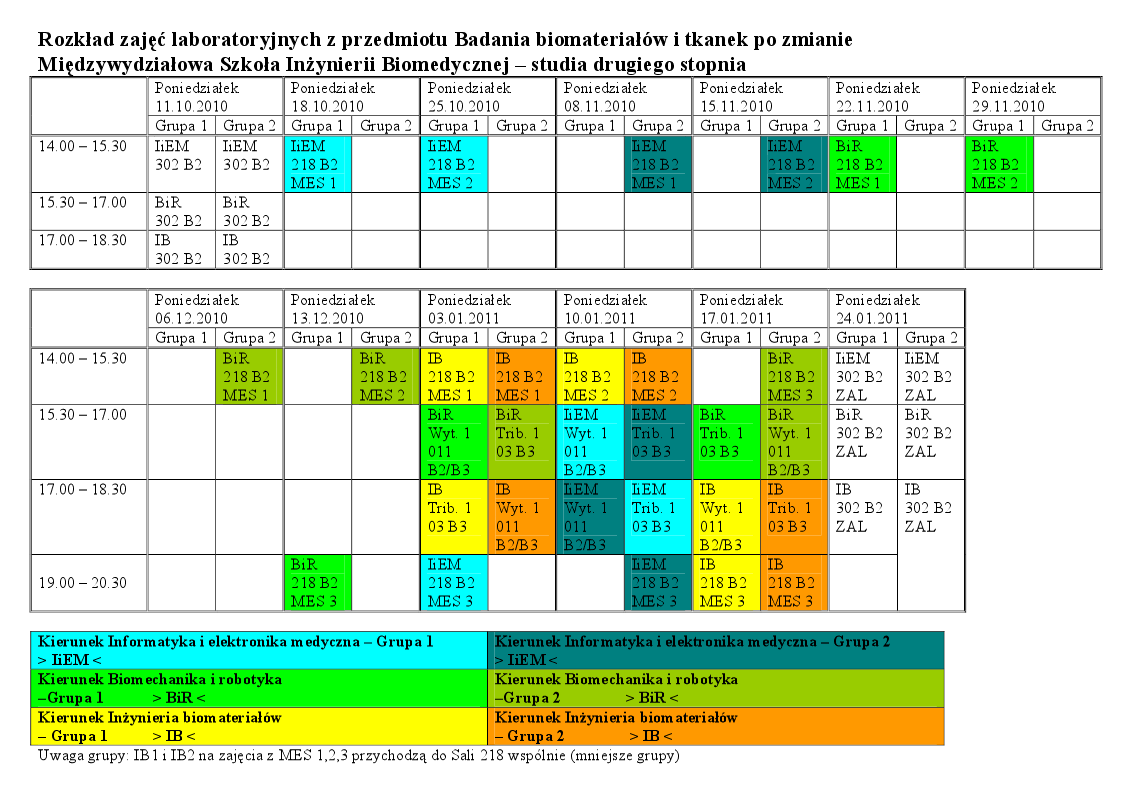 Rozkład zajęć laboratoryjnych z przedmiotu Badania biomateriałów i tkanek po zmianie
Międzywydziałowa Szkoła Inżynierii Biomedycznej – studia drugiego stopnia
Poniedziałek 11.10.2010 Poniedziałek 18.10.2010 Poniedziałek 25.10.2010 Poniedziałek 08.11.2010 Poniedziałek 15.11.2010 Poniedziałek 22.11.2010 Poniedziałek 29.11.2010
Grupa 1 Grupa 2 Grupa 1 Grupa 2 Grupa 1 Grupa 2 Grupa 1 Grupa 2 Grupa 1 Grupa 2 Grupa 1 Grupa 2 Grupa 1 Grupa 2
14.00 – 15.30 IiEM IiEM IiEM IiEM IiEM IiEM BiR BiR
302 B2 302 B2 218 B2 218 B2 218 B2 218 B2 218 B2 218 B2
MES 1 MES 2 MES 1 MES 2 MES 1 MES 2
15.30 – 17.00 BiR BiR
302 B2 302 B2
17.00 – 18.30 IB IB
302 B2 302 B2
Poniedziałek 06.12.2010 Poniedziałek 13.12.2010 Poniedziałek 03.01.2011 Poniedziałek 10.01.2011 Poniedziałek 17.01.2011 Poniedziałek 24.01.2011
Grupa 1 Grupa 2 Grupa 1 Grupa 2 Grupa 1 Grupa 2 Grupa 1 Grupa 2 Grupa 1 Grupa 2 Grupa 1 Grupa 2
14.00 – 15.30 BiR BiR IB IB IB IB BiR IiEM IiEM
218 B2 218 B2 218 B2 218 B2 218 B2 218 B2 218 B2 302 B2 302 B2
MES 1 MES 2 MES 1 MES 1 MES 2 MES 2 MES 3 ZAL ZAL
15.30 – 17.00 BiR BiR IiEM IiEM BiR BiR BiR BiR
Wyt. 1 Trib. 1 Wyt. 1 Trib. 1 Trib. 1 Wyt. 1 302 B2 302 B2
011 03 B3 011 03 B3 03 B3 011 ZAL ZAL
B2/B3 B2/B3 B2/B3
17.00 – 18.30 IB IB IiEM IiEM IB IB IB IB
Trib. 1 Wyt. 1 Wyt. 1 Trib. 1 Wyt. 1 Trib. 1 302 B2 302 B2
03 B3 011 011 03 B3 011 03 B3 ZAL ZAL
B2/B3 B2/B3 B2/B3
BiR IiEM IiEM IB IB
19.00 – 20.30 218 B2 218 B2 218 B2 218 B2 218 B2
MES 3 MES 3 MES 3 MES 3 MES 3
Kierunek Informatyka i elektronika medyczna – Grupa 1 Kierunek Informatyka i elektronika medyczna – Grupa 2
> IiEM < > IiEM <
Kierunek Biomechanika i robotyka Kierunek Biomechanika i robotyka
–Grupa 1 > BiR < –Grupa 2 > BiR <
Kierunek Inżynieria biomateriałów Kierunek Inżynieria biomateriałów
– Grupa 1 > IB < – Grupa 2 > IB <
Uwaga grupy: IB1 i IB2 na zajęcia z MES 1,2,3 przychodzą do Sali 218 wspólnie (mniejsze grupy)